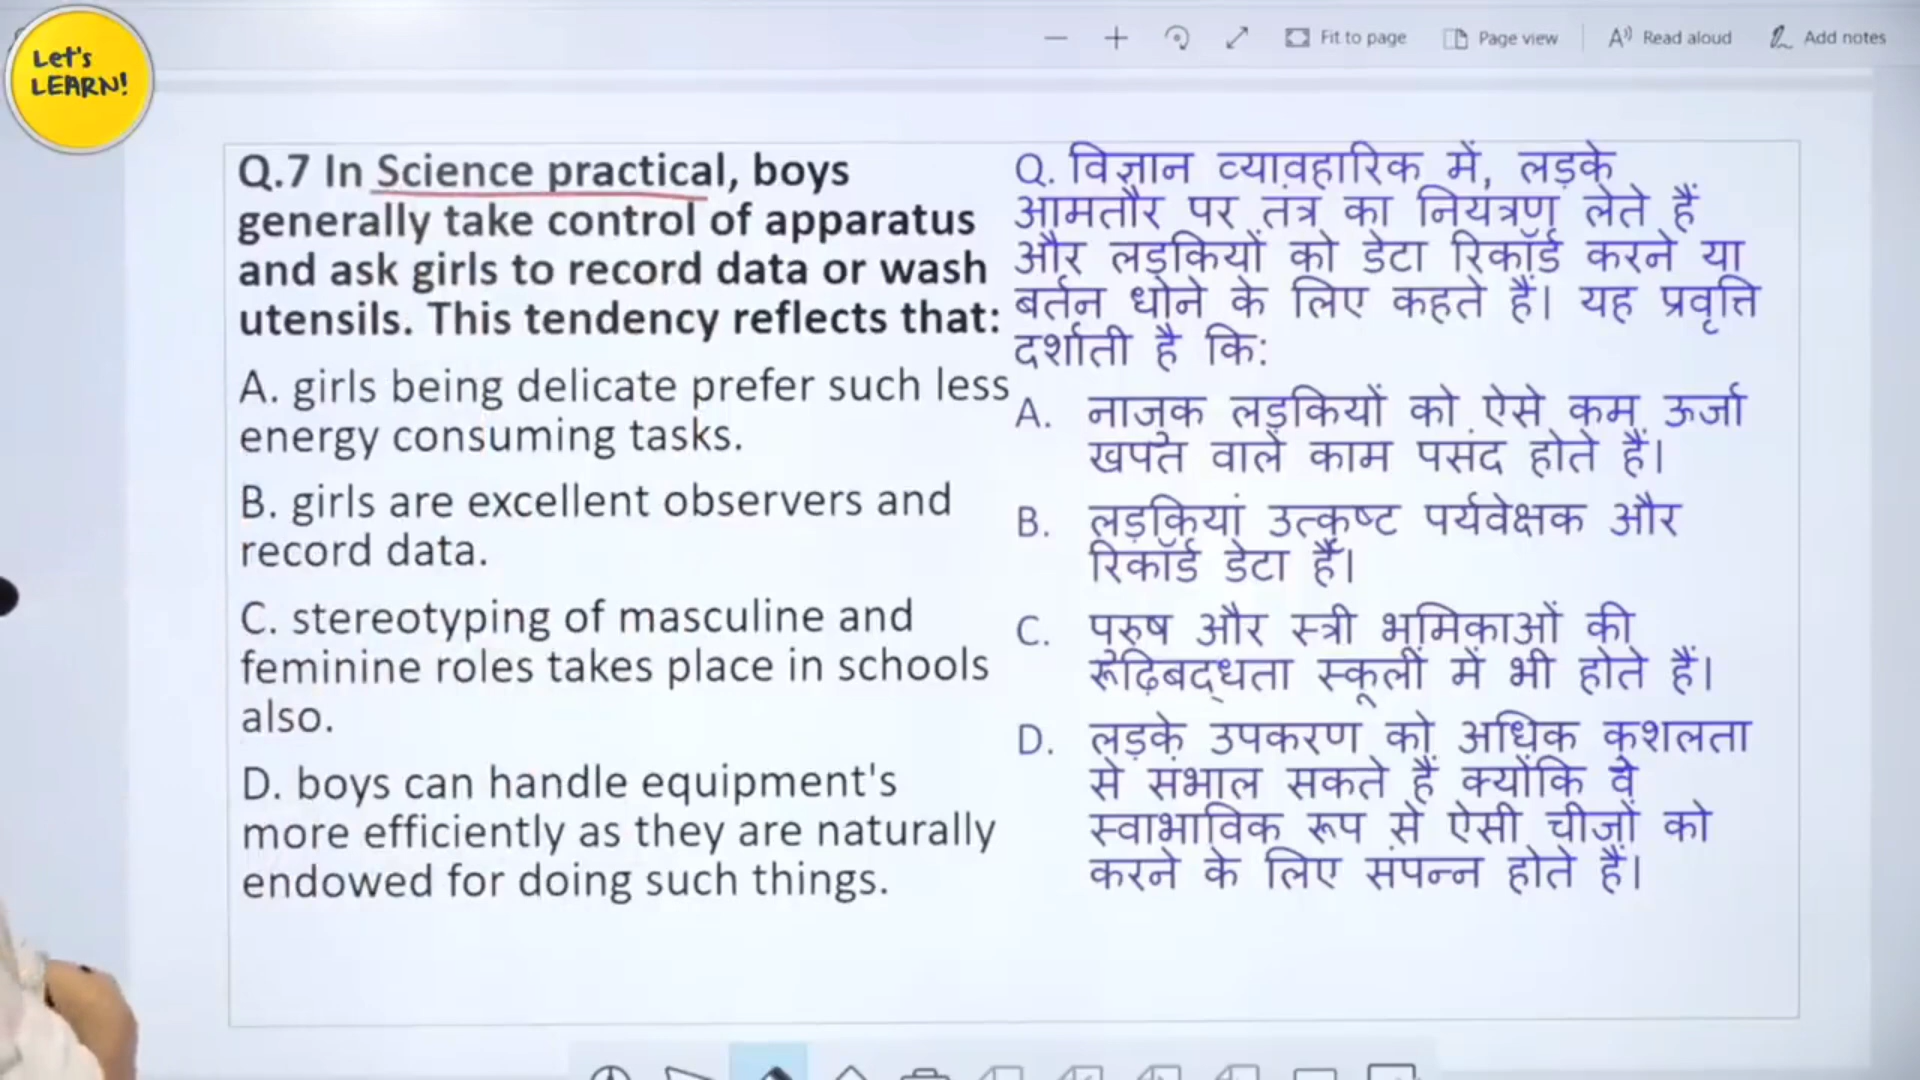 Let's
LEARN!
Fit to page
Page view
Read aloud
Add notes
Q.7 In Science practical, boys
generally take control of apparatus
and ask girls to record data or wash
utensils. This tendency reflects that:
A. girls being delicate prefer such less
energy consuming tasks.
B. girls are excellent observers and
record data.
C. stereotyping of masculine and
feminine roles takes place in schools
also.
D. boys can handle equipment's
more efficiently as they are naturally
endowed for doing such things.
Q. विज्ञान व्यावहारिक में, लड़के
आमतौर पर तंत्र का नियंत्रण लेते हैं
और लड़कियों को डेटा रिकॉर्ड करने या
बर्तन धोने के लिए कहते हैं। यह प्रवृत्ति
दर्शाती है कि:
A. नाजुक लड़कियों को ऐसे कम ऊर्जा
खपत वाले काम पसंद होते हैं।
B. लड़कियां उत्कृष्ट पर्यवेक्षक और
रिकॉर्ड डेटा हैं।
C. पुरुष और स्त्री भूमिकाओं की
रूढ़िबद्धता स्कूलों में भी होते हैं।
D. लड़के उपकरण को अधिक कुशलता
से संभाल सकते हैं क्योंकि वे
स्वाभाविक रूप से ऐसी चीजों को
करने के लिए संपन्न होते हैं।